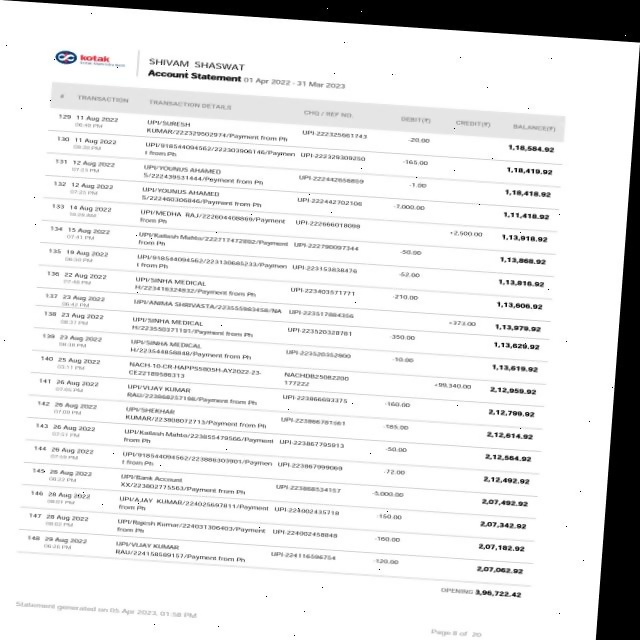 kotak
SHIVAM SHASWAT
Account Statement 01 Apr 2022 - 31 Mar 2023
# TRANSACTION TRANSACTION DETAILS CHQ / REF NO. DEBIT(₹) CREDIT(₹) BALANCE(₹)
129 11 Aug 2022 UPI/SURESH UPI-222325661743 -20.00 1,18,584.92
06:49 PM KUMAR/222329502974/Payment from Ph
130 11 Aug 2022 UPI/918544094562/222303906146/Paymen UPI-222329309250 -165.00 1,18,419.92
t from Ph
131 12 Aug 2022 UPI/YOUNUS AHAMED UPI-222442656859 -1.00 1,18,418.92
07:23 PM S/222439531444/Payment from Ph
132 12 Aug 2022 UPI/YOUNUS AHAMED UPI-222442702106 -7,000.00 1,11,418.92
07:25 PM S/222460306846/Payment from Ph
133 14 Aug 2022 UPI/MEDHA RAJ/222604408869/Payment UPI-222666018098 +2,500.00 1,13,918.92
from Ph
134 15 Aug 2022 UPI/Kailash Mahto/222717472892/Payment UPI-222790097344 -50.00 1,13,868.92
07:41 PM from Ph
135 19 Aug 2022 UPI/918544094562/223130685233/Paymen UPI-223153838476 -52.00 1,13,816.92
06:50 PM t from Ph
136 22 Aug 2022 UPI/SINHA MEDICAL UPI-223403571771 -210.00 1,13,606.92
07:48 PM H/223418324832/Payment from Ph
137 23 Aug 2022 UPI/ANIMA SHRIVASTA/223555983458/NA UPI-223517884356 +373.00 1,13,979.92
06:42 PM
138 23 Aug 2022 UPI/SINHA MEDICAL UPI-223520328781 -350.00 1,13,629.92
08:37 PM H/223550371191/Payment from Ph
139 23 Aug 2022 UPI/SINHA MEDICAL UPI-223520352800 -10.00 1,13,619.92
08:38 PM H/223544858848/Payment from Ph
140 25 Aug 2022 NACH-10-CR-HAPPS5805H-AY2022-23- NACHDB25082200 +99,340.00 2,12,959.92
03:11 PM CE22189586313 177222
141 26 Aug 2022 UPI/VIJAY KUMAR UPI-223866693375 -160.00 2,12,799.92
07:05 PM RAU/223868257198/Payment from Ph
142 26 Aug 2022 UPI/SHEKHAR UPI-223866781561 -185.00 2,12,614.92
07:09 PM KUMAR/223808072713/Payment from Ph
143 26 Aug 2022 UPI/Kailash Mahto/223855479566/Payment UPI-223867795913 -50.00 2,12,564.92
07:51 PM from Ph
144 26 Aug 2022 UPI/918544094562/223886303901/Paymen UPI-223867999069 -72.00 2,12,492.92
07:59 PM t from Ph
145 26 Aug 2022 UPI/Bank Account UPI-223868534157 -5,000.00 2,07,492.92
08:22 PM XX/223802775563/Payment from Ph
146 28 Aug 2022 UPI/AJAY KUMAR/224025697811/Payment UPI-224002435718 -150.00 2,07,342.92
08:01 PM from Ph
147 28 Aug 2022 UPI/Rajesh Kumar/224031306403/Payment UPI-224002458848 -160.00 2,07,182.92
08:02 PM from Ph
148 29 Aug 2022 UPI/VIJAY KUMAR UPI-224116596754 -120.00 2,07,062.92
06:26 PM RAU/224158589157/Payment from Ph
OPENING 3,96,722.42
Statement generated on 05 Apr 2023, 01:58 PM
Page 8 of 20